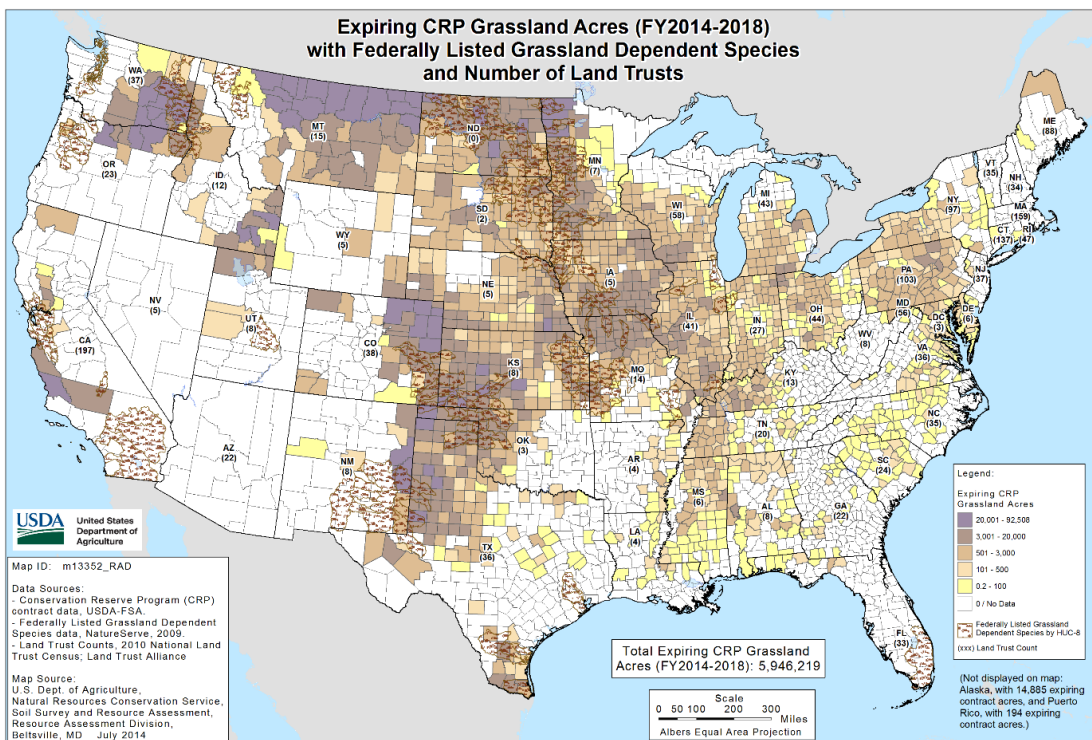 Expiring CRP Grassland Acres (FY2014-2018)
with Federally Listed Grassland Dependent Species
and Number of Land Trusts
WA
(37)
OR
(23)
ID
(12)
MT
(15)
ND
(0)
MN
(7)
SD
(2)
WY
(5)
WI
(58)
MI
(43)
NY
(97)
ME
(88)
VT
(35)
NH
(34)
MA
(159)
CT
(137)
RI
(47)
NV
(5)
UT
(8)
CA
(197)
CO
(38)
NE
(5)
IA
(5)
IL
(41)
IN
(27)
OH
(44)
PA
(103)
NJ
(37)
MD
(56)
DE
(6)
DC
(3)
WV
(8)
VA
(36)
KS
(8)
MO
(14)
KY
(13)
NC
(35)
TN
(20)
SC
(24)
AZ
(22)
NM
(8)
OK
(3)
AR
(4)
MS
(6)
AL
(8)
GA
(22)
TX
(36)
LA
(4)
FL
(33)
USDA
United States
Department of
Agriculture
Map ID: m13352_RAD
Data Sources:
- Conservation Reserve Program (CRP)
contract data, USDA-FSA.
- Federally Listed Grassland Dependent
Species data, NatureServe, 2009.
- Land Trust Counts, 2010 National Land
Trust Census; Land Trust Alliance
Map Source:
U.S. Dept. of Agriculture,
Natural Resources Conservation Service,
Soil Survey and Resource Assessment,
Resource Assessment Division,
Beltsville, MD July 2014
Total Expiring CRP Grassland
Acres (FY2014-2018): 5,946,219
Scale
0 50 100 200 300
Miles
Albers Equal Area Projection
Legend:
Expiring CRP
Grassland Acres
20,001 - 92,508
3,001 - 20,000
501 - 3,000
101 - 500
0.2 - 100
0 / No Data
Federally Listed Grassland
Dependent Species by HUC-8
(xxx) Land Trust Count
(Not displayed on map:
Alaska, with 14,885 expiring
contract acres, and Puerto
Rico, with 194 expiring
contract acres.)